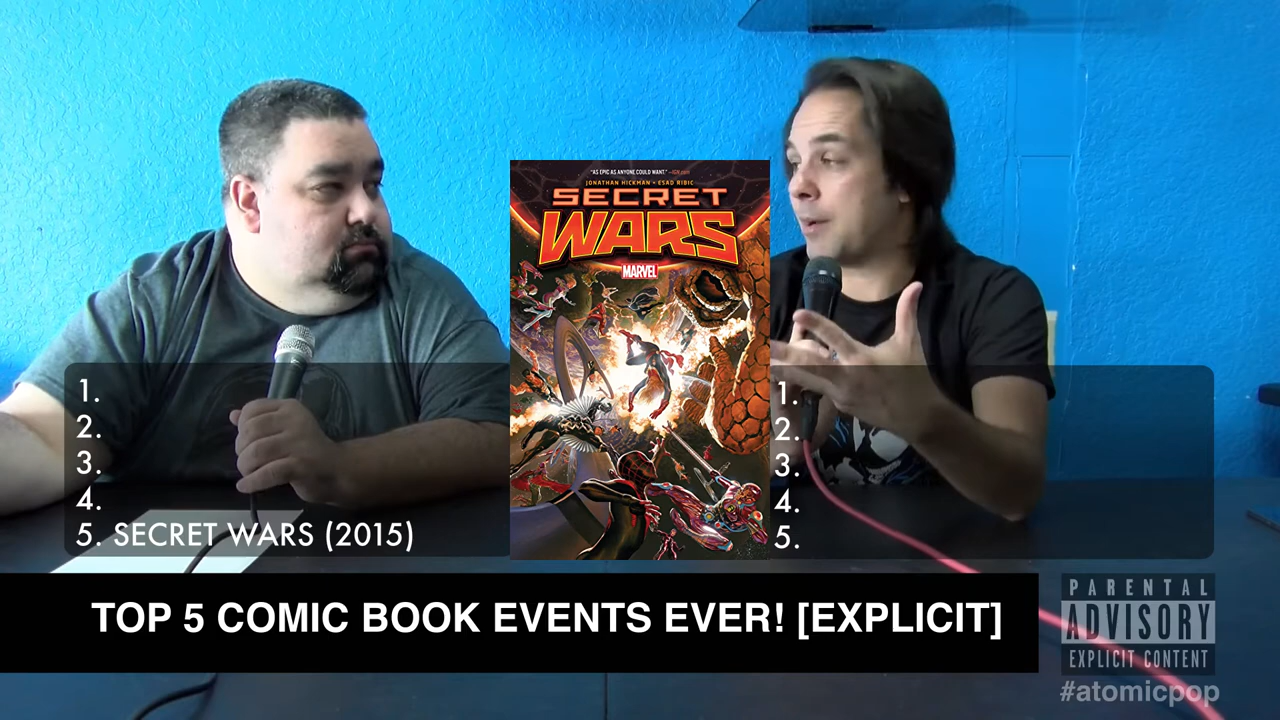 "AS EPIC AS ANYONE COULD WANT." —IGN.com
JONATHAN HICKMAN • ESAD RIBIC
SECRET
WARS
MARVEL
1.
2.
3.
4.
5. SECRET WARS (2015)
1.
2.
3.
4.
5.
TOP 5 COMIC BOOK EVENTS EVER! [EXPLICIT]
PARENTAL
ADVISORY
EXPLICIT CONTENT
#atomicpop